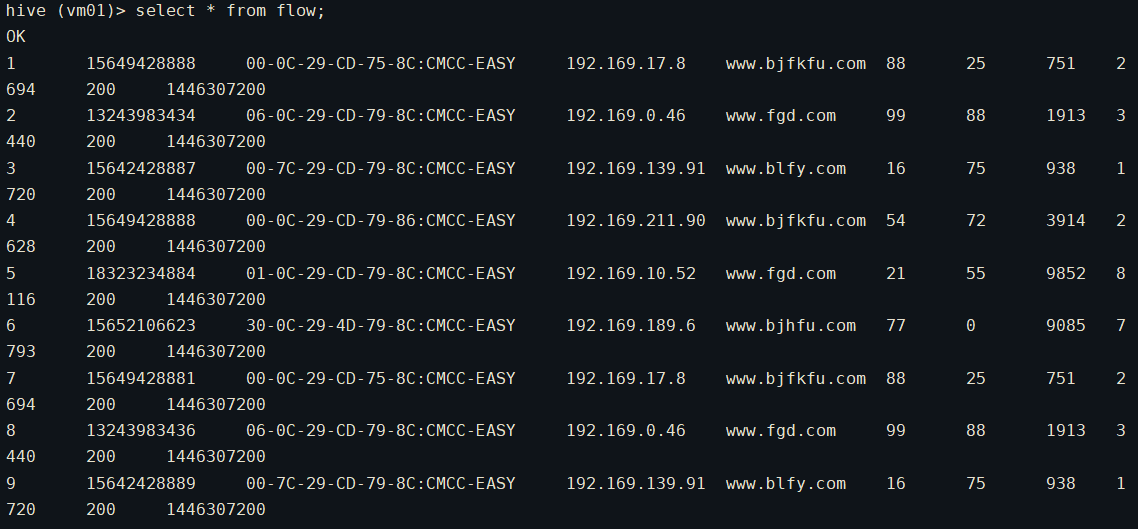 hive (vm01)> select * from flow;
OK
1	15649428888	00-0C-29-CD-75-8C:CMCC-EASY	192.169.17.8	www.bjfkfu.com	88	25	751	2
694	200	1446307200
2	13243983434	06-0C-29-CD-79-8C:CMCC-EASY	192.169.0.46	www.fgd.com	99	88	1913	3
440	200	1446307200
3	15642428887	00-7C-29-CD-79-8C:CMCC-EASY	192.169.139.91	www.blfy.com	16	75	938	1
720	200	1446307200
4	15649428888	00-0C-29-CD-79-86:CMCC-EASY	192.169.211.90	www.bjfkfu.com	54	72	3914	2
628	200	1446307200
5	18323234884	01-0C-29-CD-79-8C:CMCC-EASY	192.169.10.52	www.fgd.com	21	55	9852	8
116	200	1446307200
6	15652106623	30-0C-29-4D-79-8C:CMCC-EASY	192.169.189.6	www.bjhfu.com	77	0	9085	7
793	200	1446307200
7	15649428881	00-0C-29-CD-75-8C:CMCC-EASY	192.169.17.8	www.bjfkfu.com	88	25	751	2
694	200	1446307200
8	13243983436	06-0C-29-CD-79-8C:CMCC-EASY	192.169.0.46	www.fgd.com	99	88	1913	3
440	200	1446307200
9	15642428889	00-7C-29-CD-79-8C:CMCC-EASY	192.169.139.91	www.blfy.com	16	75	938	1
720	200	1446307200